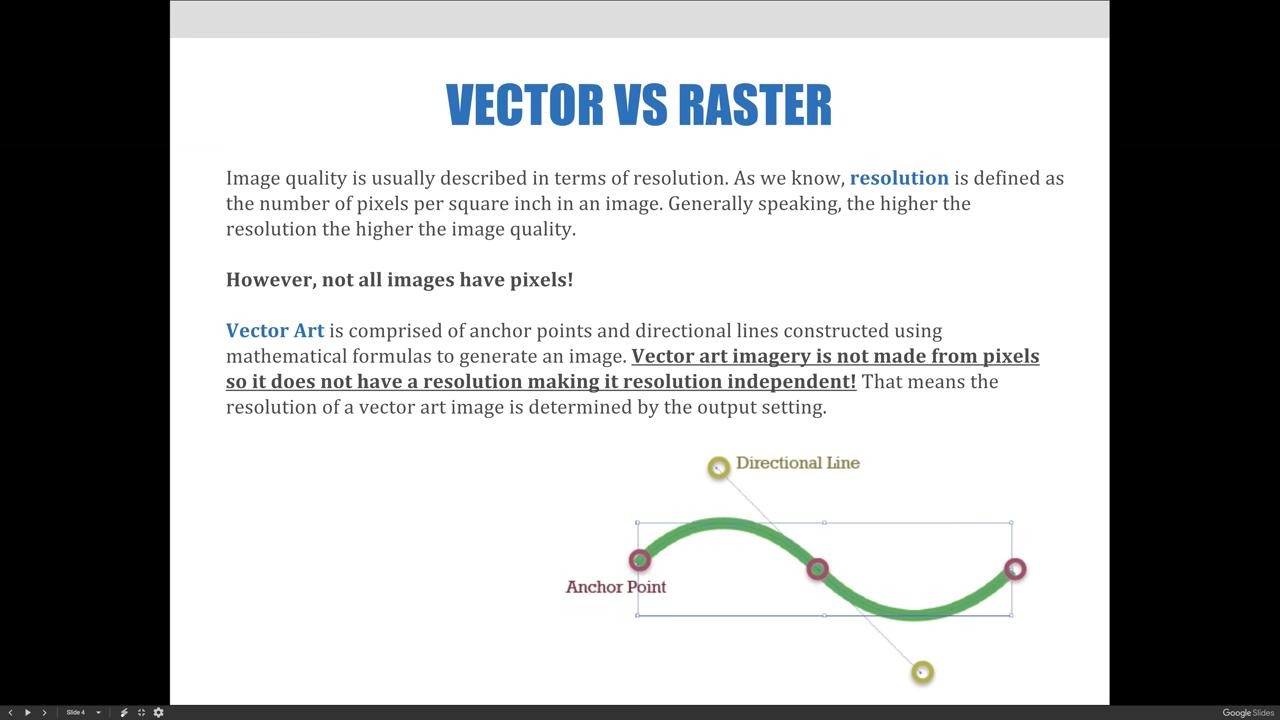 VECTOR VS RASTER
Image quality is usually described in terms of resolution. As we know, resolution is defined as
the number of pixels per square inch in an image. Generally speaking, the higher the
resolution the higher the image quality.
However, not all images have pixels!
Vector Art is comprised of anchor points and directional lines constructed using
mathematical formulas to generate an image. Vector art imagery is not made from pixels
so it does not have a resolution making it resolution independent! That means the
resolution of a vector art image is determined by the output setting.
Directional Line
Anchor Point
Slide 4
Google Slides